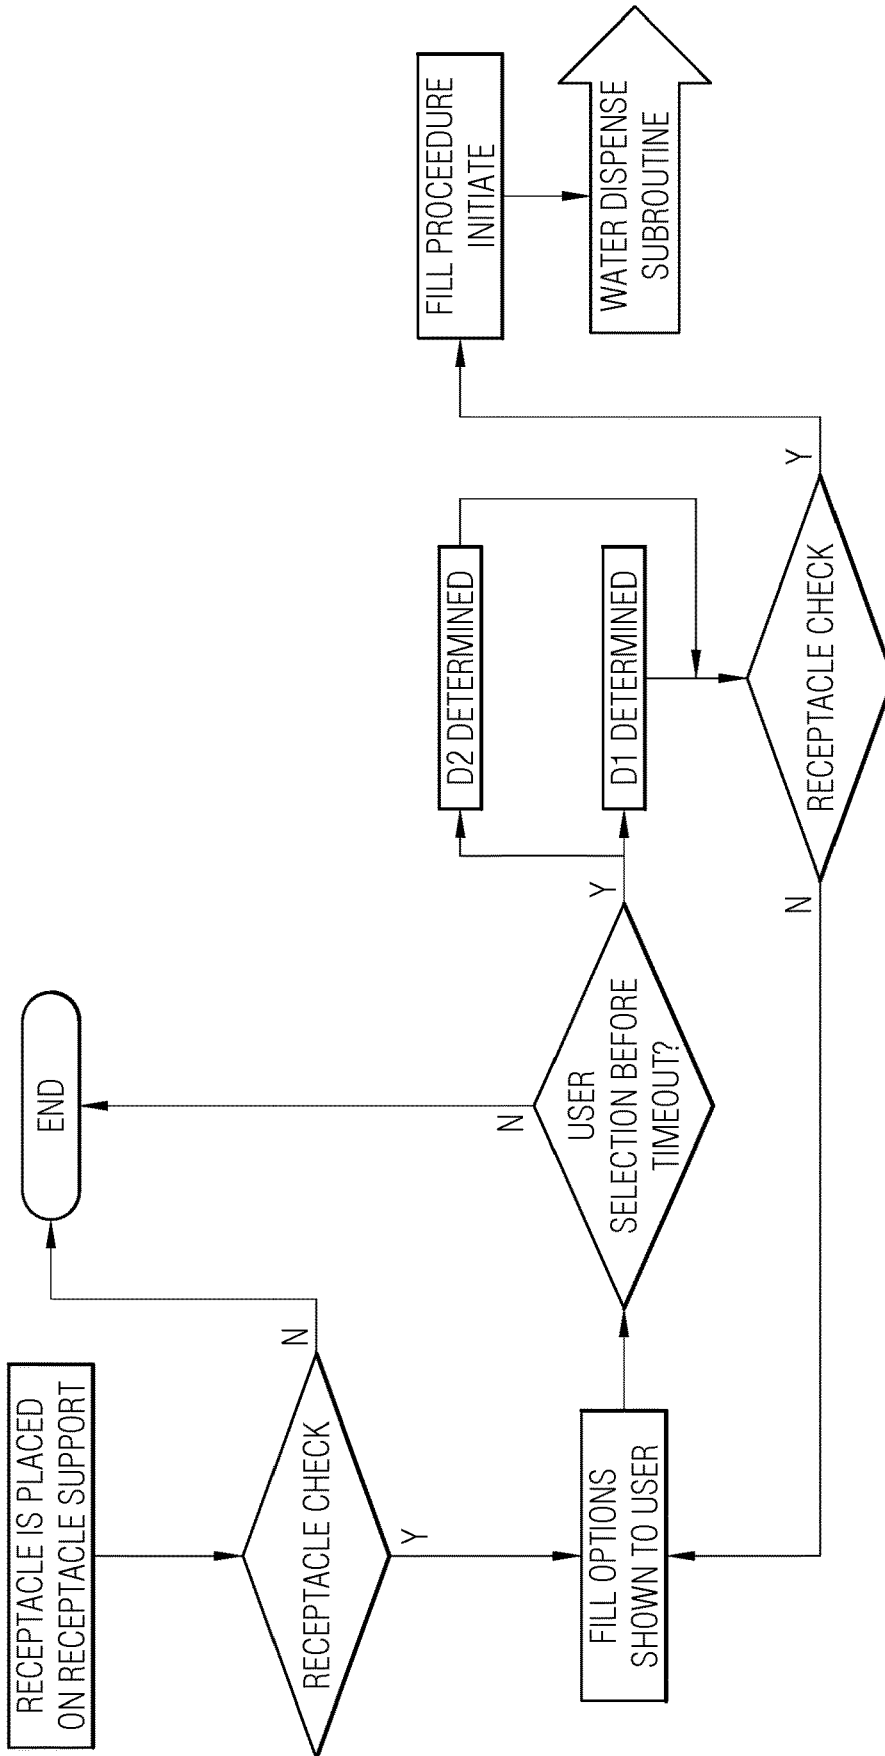 RECEPTACLE IS PLACED
ON RECEPTACLE SUPPORT
RECEPTACLE CHECK
N
Y
END
FILL OPTIONS
SHOWN TO USER
USER
SELECTION BEFORE
TIMEOUT?
N
Y
D2 DETERMINED
D1 DETERMINED
RECEPTACLE CHECK
N
Y
FILL PROCEEDURE
INITIATE
WATER DISPENSE
SUBROUTINE